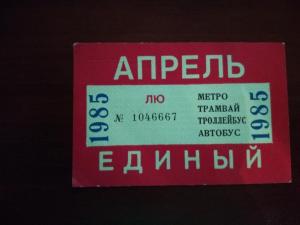 АПРЕЛЬ
1985
ЛЮ
№ 1046667
МЕТРО
ТРАМВАЙ
ТРОЛЛЕЙБУС
АВТОБУС
1985
ЕДИНЫЙ